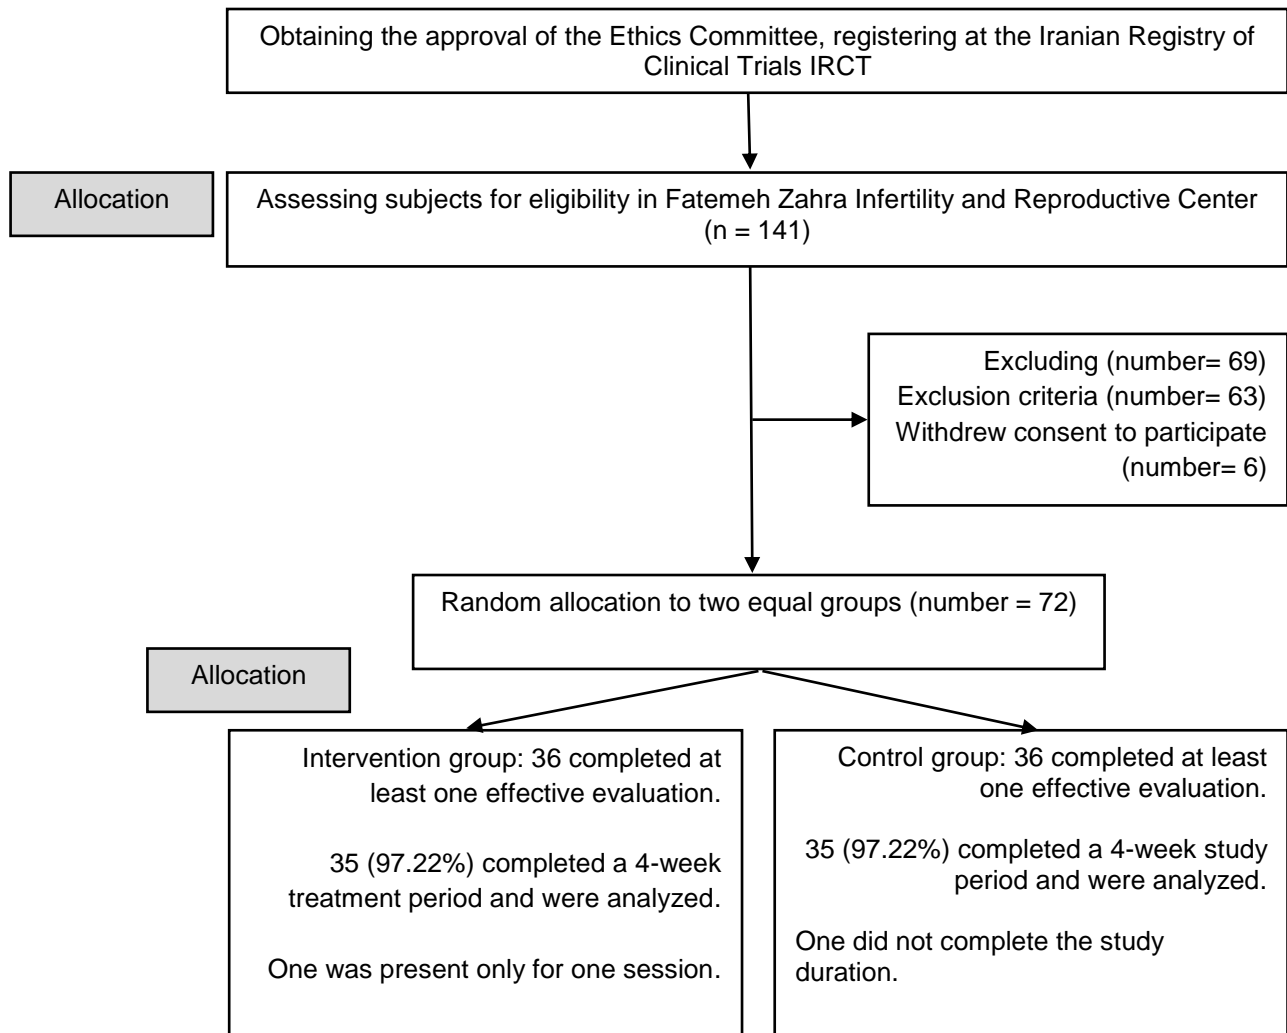 Obtaining the approval of the Ethics Committee, registering at the Iranian Registry of
Clinical Trials IRCT
Allocation
Assessing subjects for eligibility in Fatemeh Zahra Infertility and Reproductive Center
(n = 141)
Excluding (number= 69)
Exclusion criteria (number= 63)
Withdrew consent to participate
(number= 6)
Random allocation to two equal groups (number = 72)
Allocation
Intervention group: 36 completed at
least one effective evaluation.
35 (97.22%) completed a 4-week
treatment period and were analyzed.
One was present only for one session.
Control group: 36 completed at least
one effective evaluation.
35 (97.22%) completed a 4-week study
period and were analyzed.
One did not complete the study
duration.